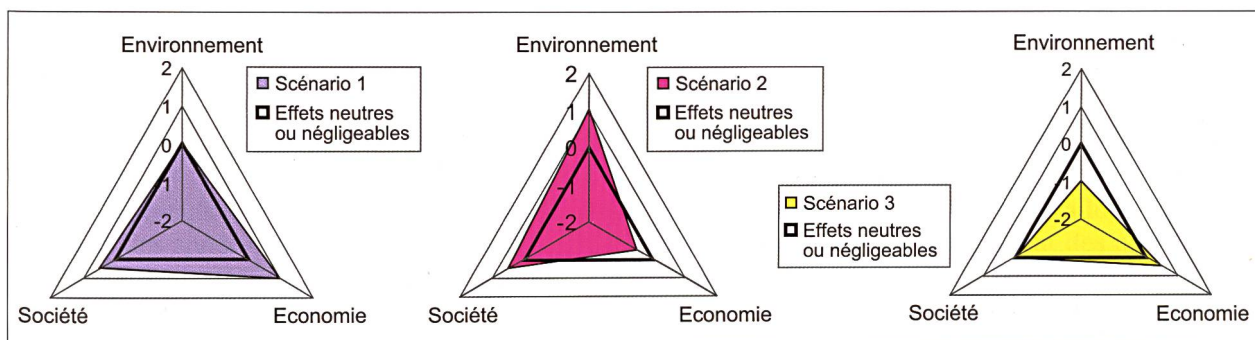 Environnement
2
1
0
-1
-2
Société
Economie
Scénario 1
Effets neutres
ou négligeables
Environnement
2
1
0
-1
-2
Société
Economie
Scénario 2
Effets neutres
ou négligeables
Environnement
2
1
0
-1
-2
Société
Economie
Scénario 3
Effets neutres
ou négligeables